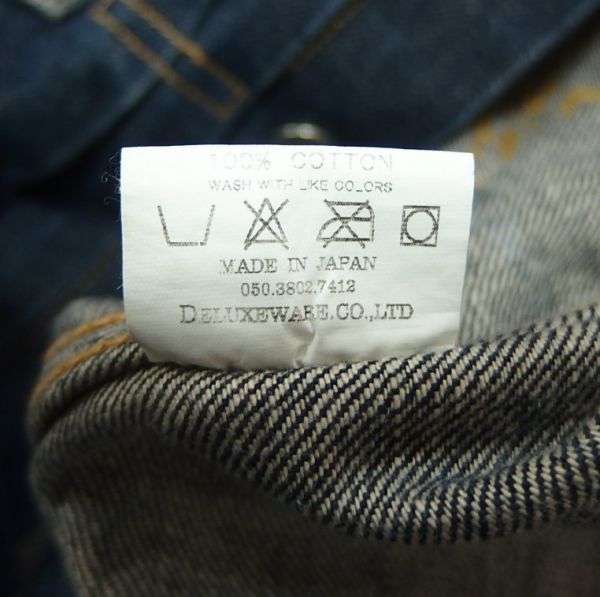 100% COTTON
WASH WITH LIKE COLORS
MADE IN JAPAN
050.3802.7412
DELUXEWARE.CO.,LTD